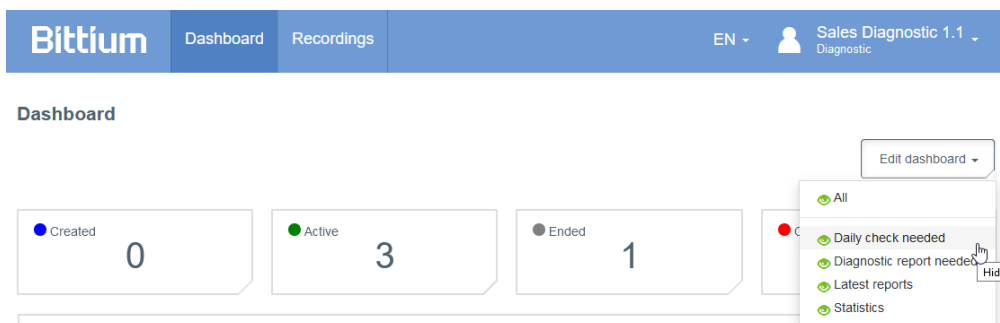 Bittium
Dashboard
Recordings
EN
Sales Diagnostic 1.1
Diagnostic
Dashboard
Edit dashboard
All
Created
0
Active
3
Ended
1
Daily check needed
Diagnostic report needed
Hid
Latest reports
Statistics